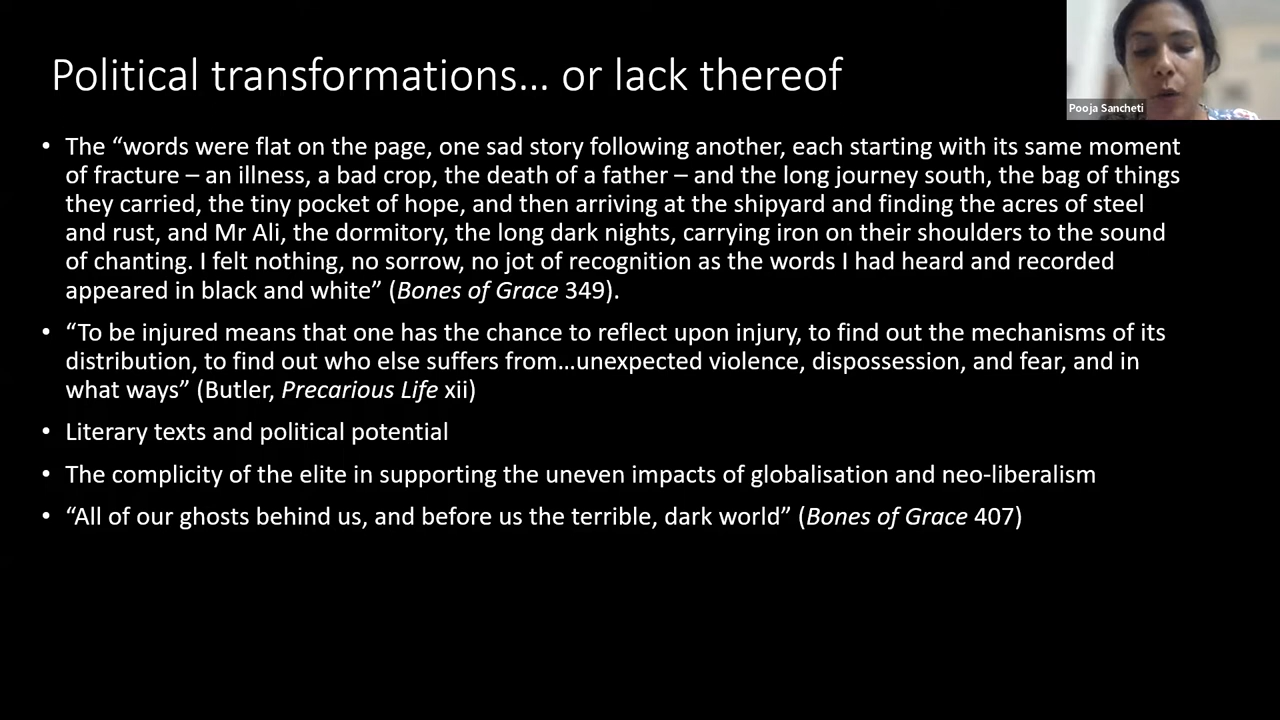 Political transformations… or lack thereof
Pooja Sancheti
• The “words were flat on the page, one sad story following another, each starting with its same moment
of fracture – an illness, a bad crop, the death of a father – and the long journey south, the bag of things
they carried, the tiny pocket of hope, and then arriving at the shipyard and finding the acres of steel
and rust, and Mr Ali, the dormitory, the long dark nights, carrying iron on their shoulders to the sound
of chanting. I felt nothing, no sorrow, no jot of recognition as the words I had heard and recorded
appeared in black and white” (Bones of Grace 349).
• “To be injured means that one has the chance to reflect upon injury, to find out the mechanisms of its
distribution, to find out who else suffers from…unexpected violence, dispossession, and fear, and in
what ways” (Butler, Precarious Life xii)
• Literary texts and political potential
• The complicity of the elite in supporting the uneven impacts of globalisation and neo-liberalism
• “All of our ghosts behind us, and before us the terrible, dark world” (Bones of Grace 407)